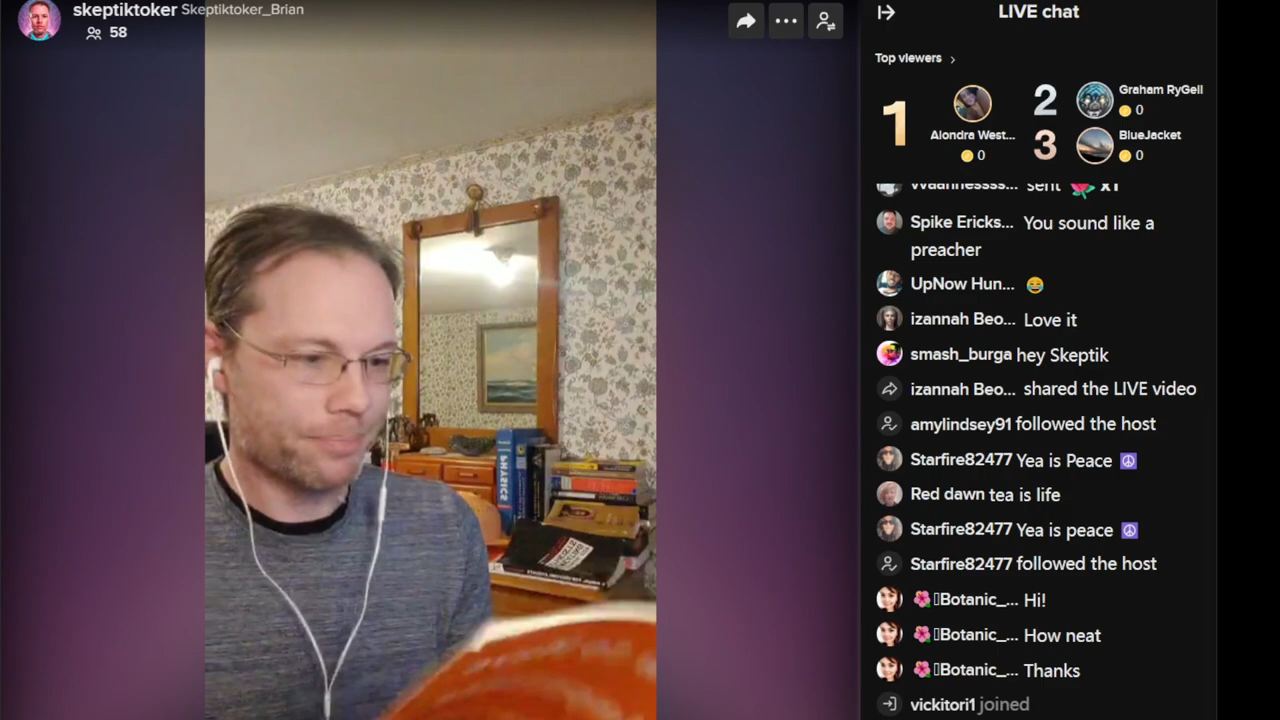 skeptiktoker Skeptiktoker_Brian
58
LIVE chat
Top viewers
1
Alondra West...
0
2
Graham RyGell
0
3
BlueJacket
0
sent x1
Spike Ericks... You sound like a
preacher
UpNow Hun...
izannah Beo... Love it
smash_burga hey Skeptik
izannah Beo... shared the LIVE video
amylindsey91 followed the host
Starfire82477 Yea is Peace
Red dawn tea is life
Starfire82477 Yea is peace
Starfire82477 followed the host
Botanic_... Hi!
Botanic_... How neat
Botanic_... Thanks
vickitori1 joined
PHYSICS